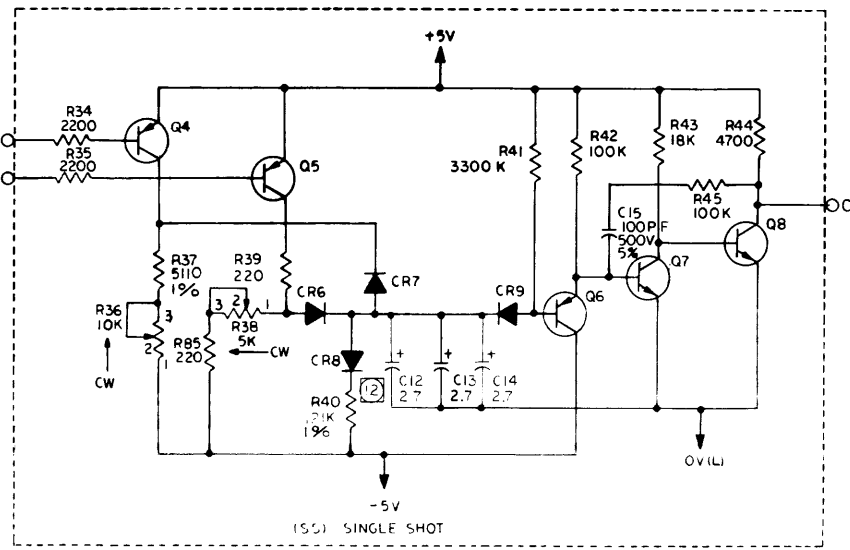 +5V
R34
2200
Q4
R35
2200
Q5
R41
3300 K
R42
100K
R43
18K
R44
4700
R45
100K
C15
100PF
500V
5%
Q8
Q7
O
R37
5110
1%
R39
220
CR7
R36
10K
3
2
1
CW
3
2
1
R38
5K
CW
R85
220
CR6
CR9
Q6
CR8
12
R40
1%
+
C12
2.7
+
C13
2.7
+
C14
2.7
0V(L)
-5V
(SS) SINGLE SHOT